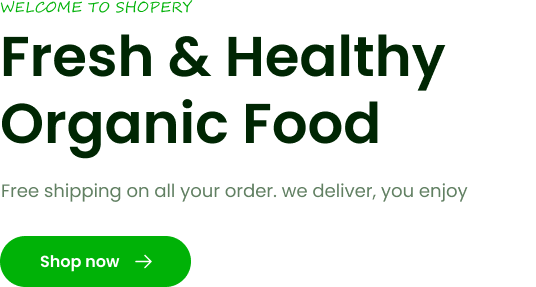 WELCOME TO SHOPERY
Fresh & Healthy
Organic Food
Free shipping on all your order. we deliver, you enjoy
Shop now